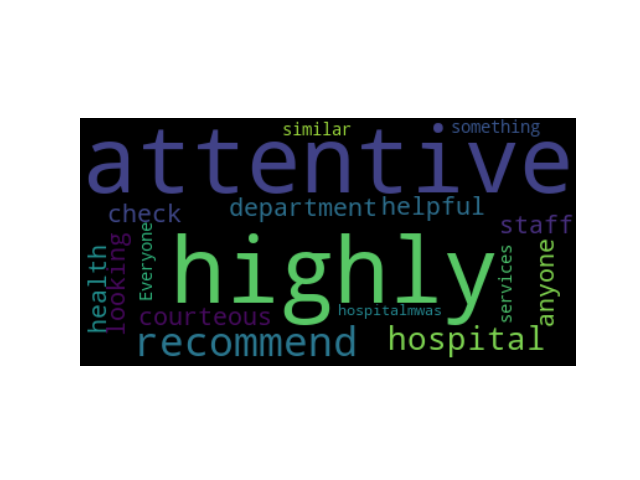 similar
something
attentive
check
department
helpful
staff
health
looking
Everyone
highly
services
anyone
courteous
hospitalmwas
recommend
hospital